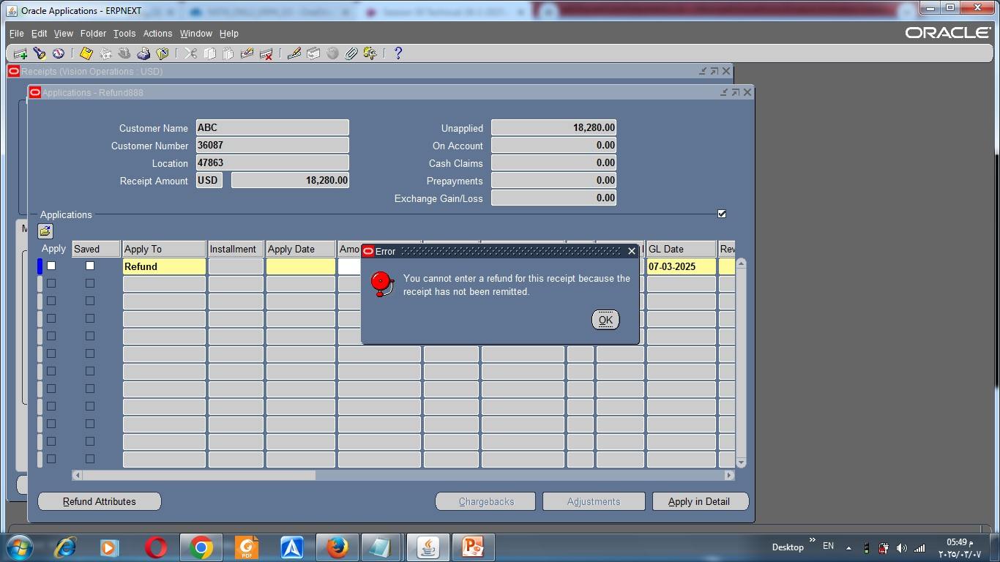 Oracle Applications - ERPNEXT
File Edit View Folder Tools Actions Window Help
ORACLE
Receipts (Vision Operations : USD)
Applications - Refund888
Customer Name ABC
Customer Number 36087
Location 47863
Receipt Amount USD 18,280.00
Unapplied 18,280.00
On Account 0.00
Cash Claims 0.00
Prepayments 0.00
Exchange Gain/Loss 0.00
Applications
M
Apply Saved Apply To Installment Apply Date Amo GL Date Rev
Refund 07-03-2025
Error
You cannot enter a refund for this receipt because the
receipt has not been remitted.
OK
Refund Attributes Chargebacks Adjustments Apply in Detail
PDF
Desktop » EN
05:49 م
٢٠٢٥/٠٣/٠٧